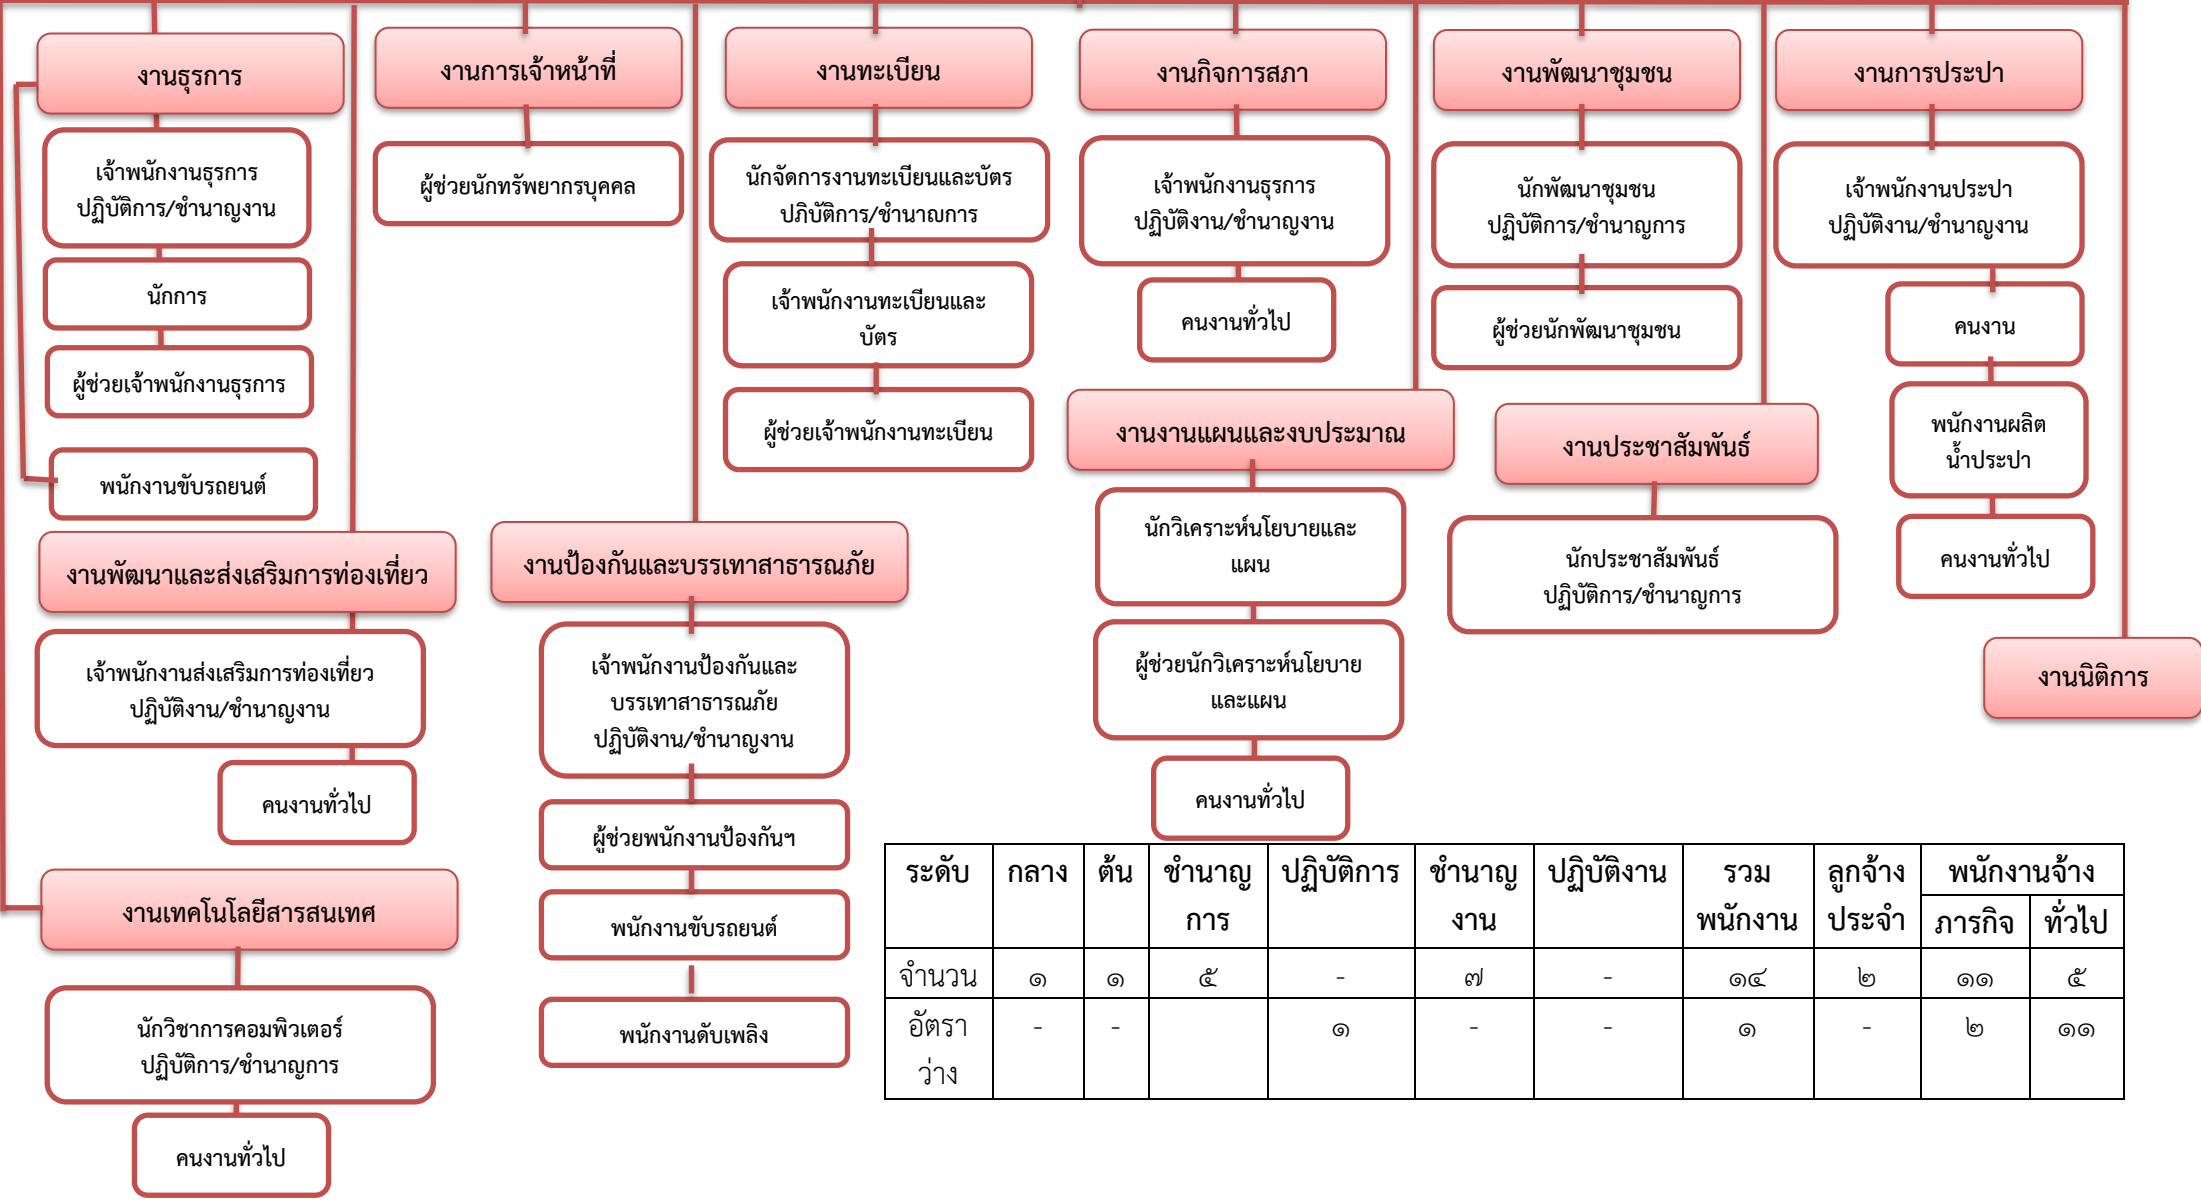 งานธุรการ
เจ้าพนักงานธุรการ
ปฏิบัติการ/ชำนาญงาน
นักการ
ผู้ช่วยเจ้าพนักงานธุรการ
พนักงานขับรถยนต์
งานพัฒนาและส่งเสริมการท่องเที่ยว
เจ้าพนักงานส่งเสริมการท่องเที่ยว
ปฏิบัติงาน/ชำนาญงาน
คนงานทั่วไป
งานเทคโนโลยีสารสนเทศ
นักวิชาการคอมพิวเตอร์
ปฏิบัติการ/ชำนาญการ
คนงานทั่วไป
งานการเจ้าหน้าที่
ผู้ช่วยนักทรัพยากรบุคคล
งานทะเบียน
นักจัดการงานทะเบียนและบัตร
ปฏิบัติการ/ชำนาญการ
เจ้าพนักงานทะเบียนและ
บัตร
ผู้ช่วยเจ้าพนักงานทะเบียน
งานป้องกันและบรรเทาสาธารณภัย
เจ้าพนักงานป้องกันและ
บรรเทาสาธารณภัย
ปฏิบัติงาน/ชำนาญงาน
ผู้ช่วยพนักงานป้องกันฯ
พนักงานขับรถยนต์
พนักงานดับเพลิง
งานกิจการสภา
เจ้าพนักงานธุรการ
ปฏิบัติงาน/ชำนาญงาน
คนงานทั่วไป
งานงานแผนและงบประมาณ
นักวิเคราะห์นโยบายและ
แผน
ผู้ช่วยนักวิเคราะห์นโยบาย
และแผน
คนงานทั่วไป
งานพัฒนาชุมชน
นักพัฒนาชุมชน
ปฏิบัติการ/ชำนาญการ
ผู้ช่วยนักพัฒนาชุมชน
งานประชาสัมพันธ์
นักประชาสัมพันธ์
ปฏิบัติการ/ชำนาญการ
งานการประปา
เจ้าพนักงานประปา
ปฏิบัติงาน/ชำนาญงาน
คนงาน
พนักงานผลิต
น้ำประปา
คนงานทั่วไป
งานนิติการ
ระดับ กลาง ต้น ชำนาญ ปฏิบัติการ ชำนาญ ปฏิบัติงาน รวม ลูกจ้าง พนักงานจ้าง
การ งาน พนักงาน ประจำ ภารกิจ ทั่วไป
จำนวน ๑ ๑ ๕ - ๗ - ๑๔ ๒ ๑๑ ๕
อัตรา - - ๑ - - ๑ - ๒ ๑๑
ว่าง